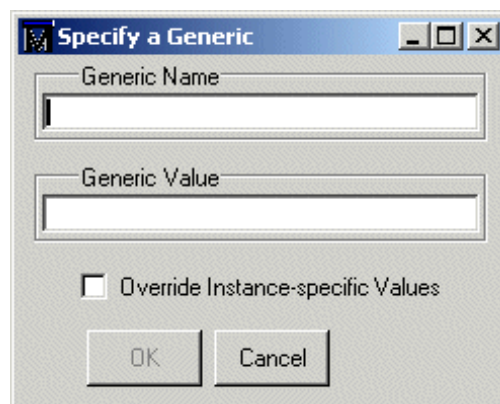 Specify a Generic
Generic Name
Generic Value
Override Instance-specific Values
OK Cancel